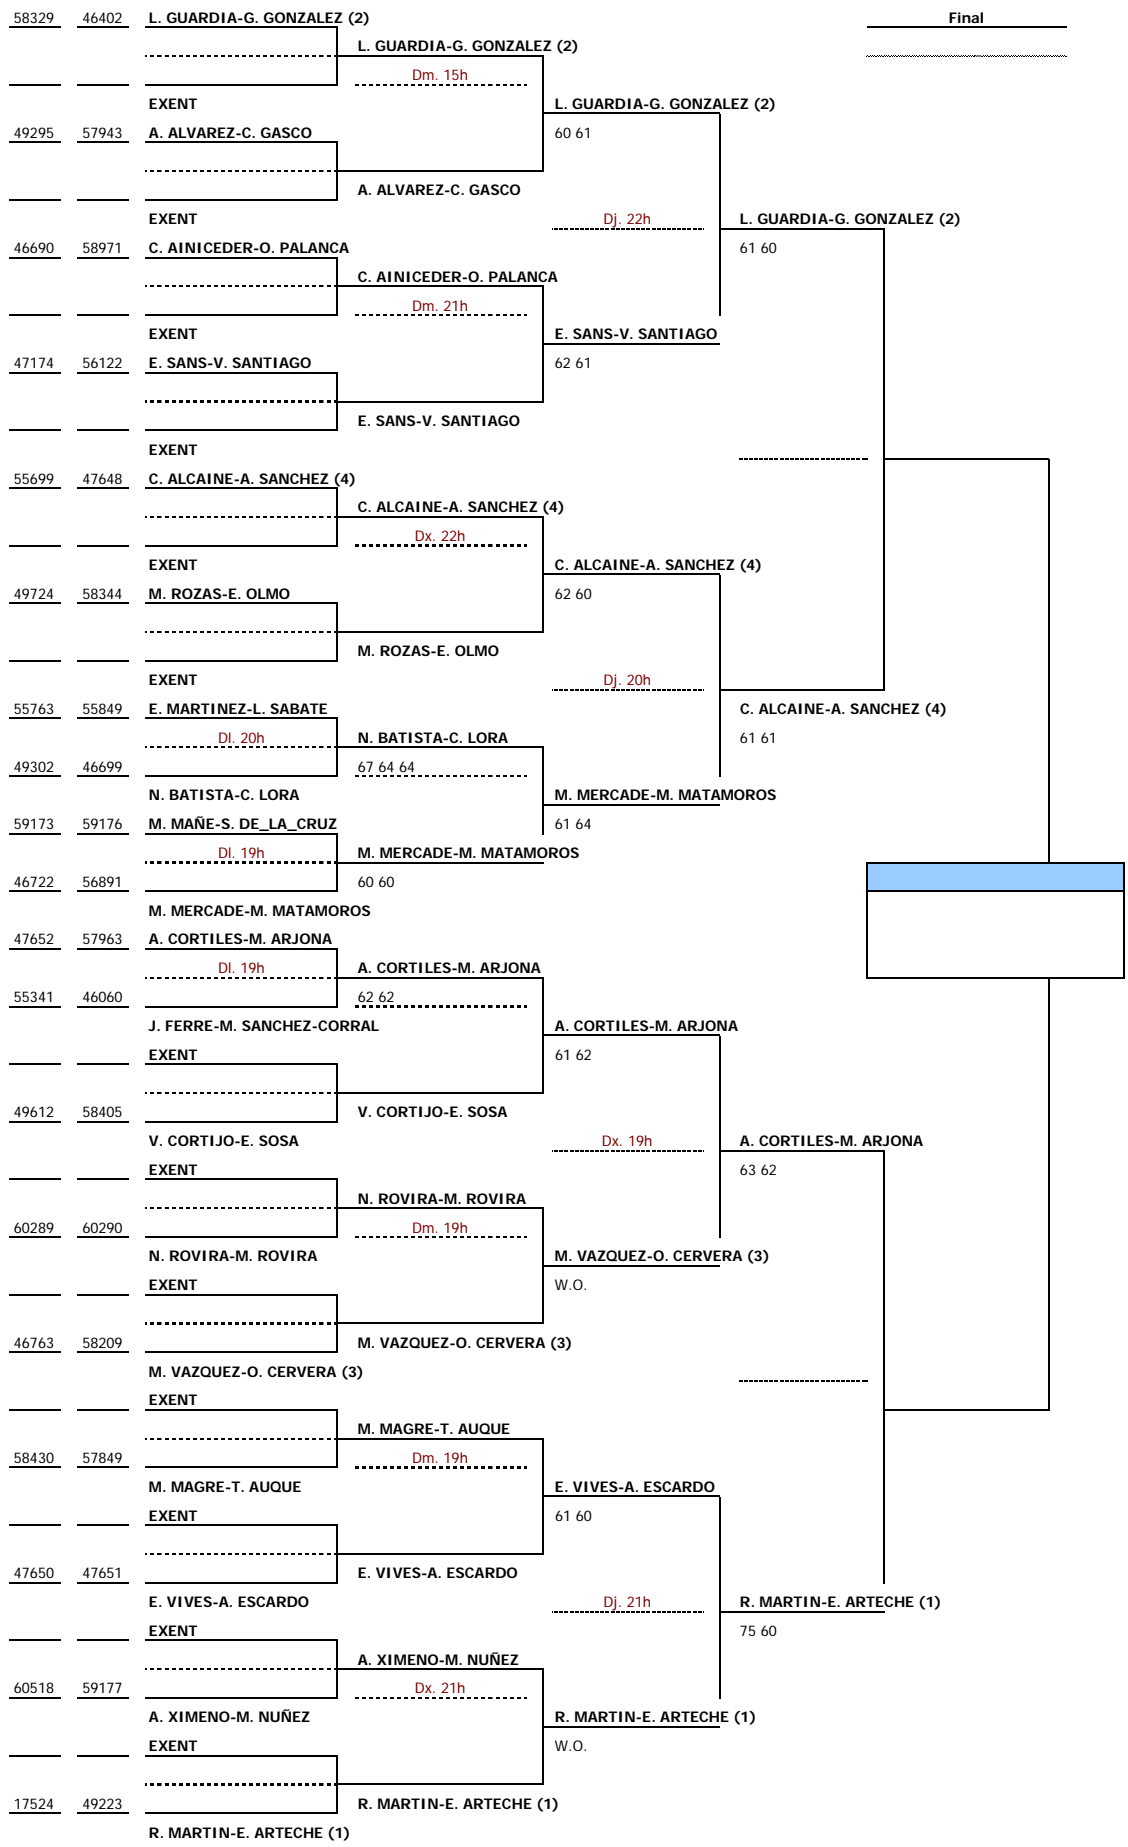 58329 46402 L. GUARDIA-G. GONZALEZ (2) Final
L. GUARDIA-G. GONZALEZ (2)
Dm. 15h
EXENT L. GUARDIA-G. GONZALEZ (2)
49295 57943 A. ALVAREZ-C. GASCO 60 61
A. ALVAREZ-C. GASCO
EXENT Dj. 22h L. GUARDIA-G. GONZALEZ (2)
46690 58971 C. AINICEDER-O. PALANCA 61 60
C. AINICEDER-O. PALANCA
Dm. 21h
EXENT E. SANS-V. SANTIAGO
47174 56122 E. SANS-V. SANTIAGO 62 61
E. SANS-V. SANTIAGO
EXENT
55699 47648 C. ALCAINE-A. SANCHEZ (4)
C. ALCAINE-A. SANCHEZ (4)
Dx. 22h
EXENT C. ALCAINE-A. SANCHEZ (4)
49724 58344 M. ROZAS-E. OLMO 62 60
M. ROZAS-E. OLMO
EXENT Dj. 20h
55763 55849 E. MARTINEZ-L. SABATE C. ALCAINE-A. SANCHEZ (4)
Dl. 20h N. BATISTA-C. LORA 61 61
49302 46699 67 64 64
N. BATISTA-C. LORA M. MERCADE-M. MATAMOROS
59173 59176 M. MAÑE-S. DE_LA_CRUZ 61 64
Dl. 19h M. MERCADE-M. MATAMOROS
46722 56891 60 60
M. MERCADE-M. MATAMOROS
47652 57963 A. CORTILES-M. ARJONA
Dl. 19h A. CORTILES-M. ARJONA
55341 46060 62 62
J. FERRE-M. SANCHEZ-CORRAL A. CORTILES-M. ARJONA
EXENT 61 62
49612 58405 V. CORTIJO-E. SOSA
V. CORTIJO-E. SOSA Dx. 19h A. CORTILES-M. ARJONA
EXENT 63 62
N. ROVIRA-M. ROVIRA
60289 60290 Dm. 19h
N. ROVIRA-M. ROVIRA M. VAZQUEZ-O. CERVERA (3)
EXENT W.O.
46763 58209 M. VAZQUEZ-O. CERVERA (3)
M. VAZQUEZ-O. CERVERA (3)
EXENT
M. MAGRE-T. AUQUE
58430 57849 Dm. 19h
M. MAGRE-T. AUQUE E. VIVES-A. ESCARDO
EXENT 61 60
47650 47651 E. VIVES-A. ESCARDO
E. VIVES-A. ESCARDO Dj. 21h R. MARTIN-E. ARTECHE (1)
EXENT 75 60
A. XIMENO-M. NUÑEZ
60518 59177 Dx. 21h
A. XIMENO-M. NUÑEZ R. MARTIN-E. ARTECHE (1)
EXENT W.O.
17524 49223 R. MARTIN-E. ARTECHE (1)
R. MARTIN-E. ARTECHE (1)